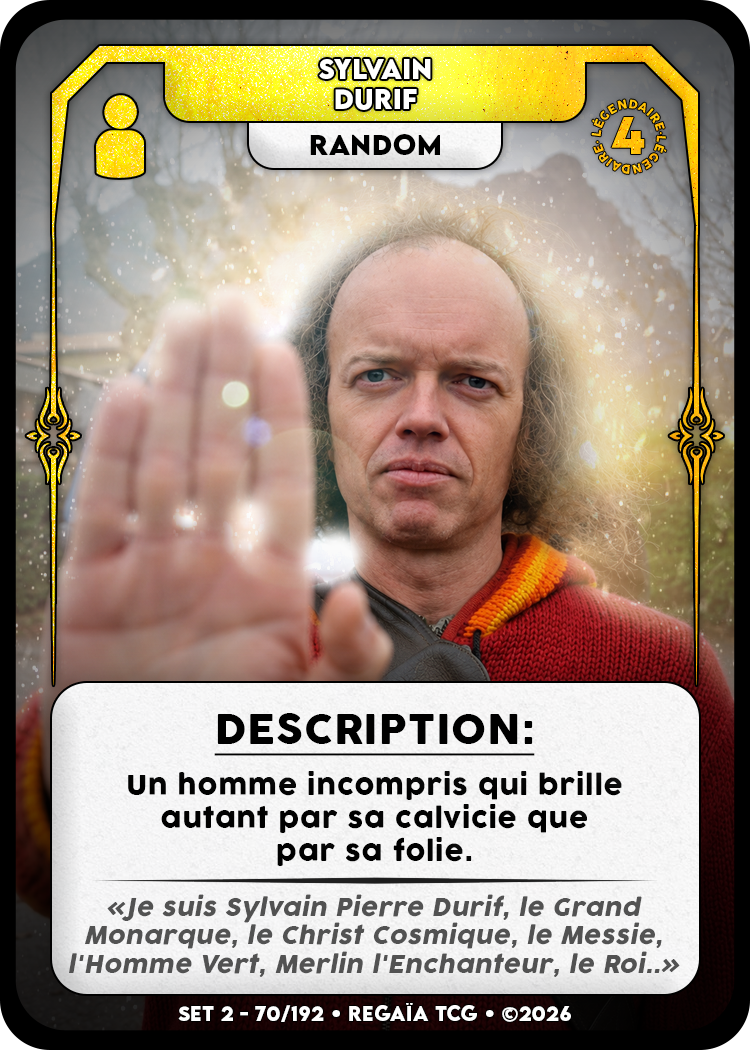 SYLVAIN
DURIF
RANDOM
LÉGENDAIRE·LÉGENDAIRE·
4
DESCRIPTION:
Un homme incompris qui brille
autant par sa calvicie que
par sa folie.
«Je suis Sylvain Pierre Durif, le Grand
Monarque, le Christ Cosmique, le Messie,
l'Homme Vert, Merlin l'Enchanteur, le Roi..»
SET 2 - 70/192 • REGAÏA TCG • ©2026